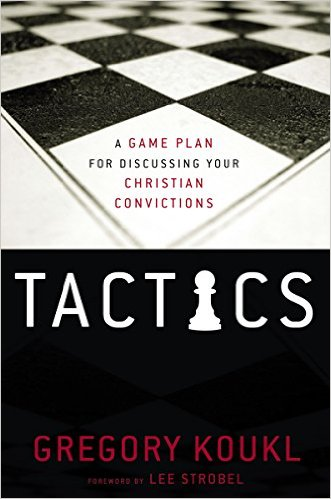 A GAME PLAN
FOR DISCUSSING YOUR
CHRISTIAN
CONVICTIONS
TACTICS
GREGORY KOUKL
FOREWORD BY LEE STROBEL